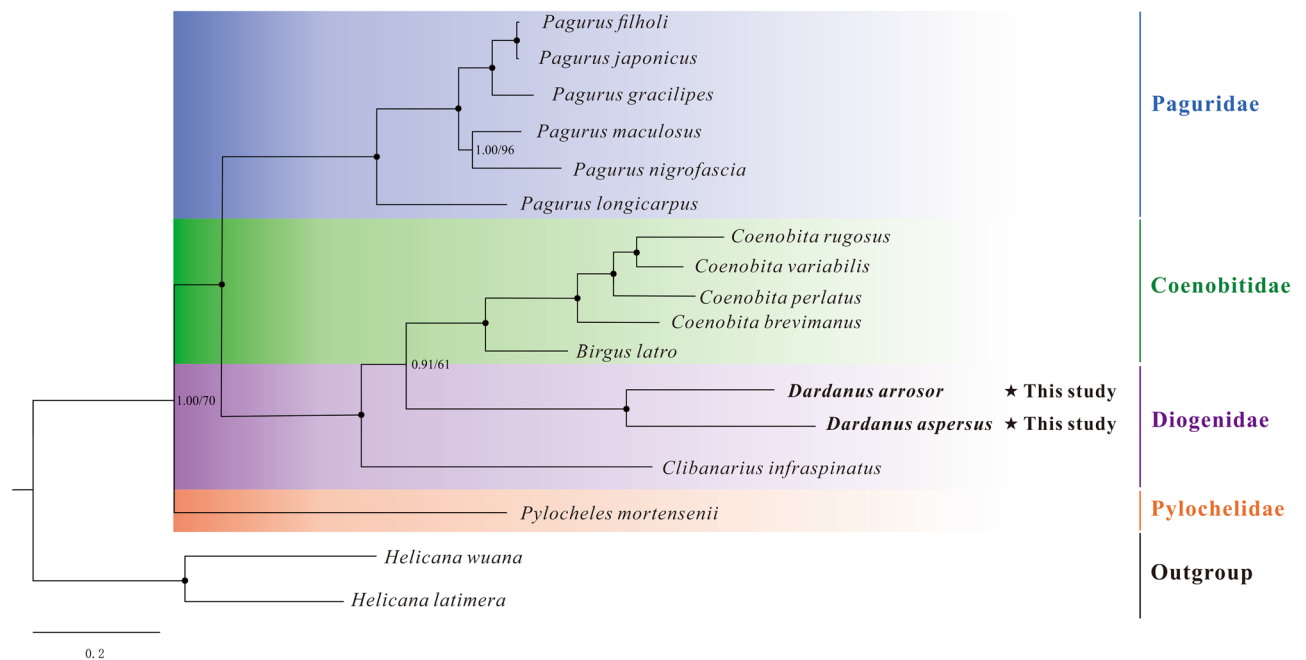 Pagurus filholi
Pagurus japonicus
Pagurus gracilipes
Paguridae
Pagurus maculosus
1.00/96
Pagurus nigrofascia
Pagurus longicarpus
Coenobita rugosus
Coenobita variabilis
Coenobitidae
Coenobita perlatus
Coenobita brevimanus
Birgus latro
0.91/61
Dardanus arrosor ★ This study
1.00/70
Dardanus aspersus ★ This study
Diogenidae
Clibanarius infraspinatus
Pylocheles mortensenii
Pylochelidae
Helicana wuana
Outgroup
Helicana latimera
0.2